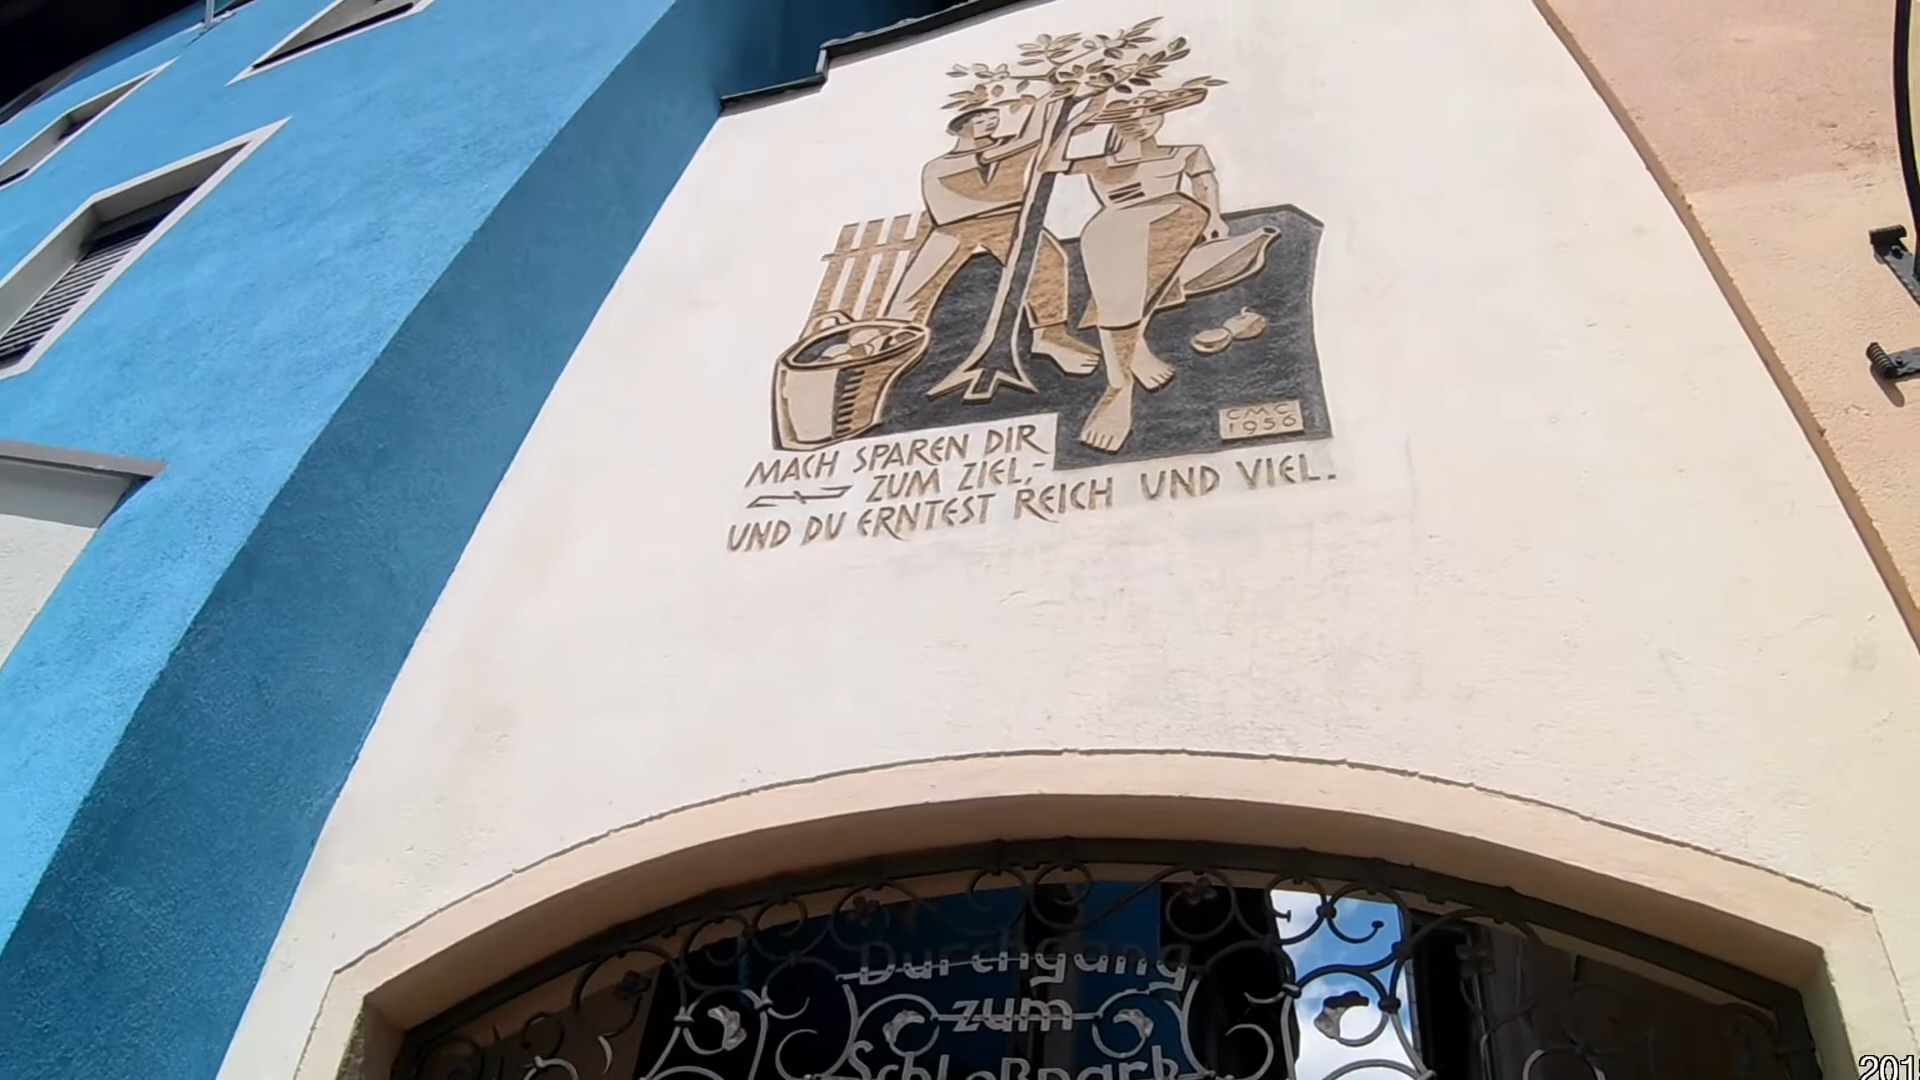 CMC
1956
MACH SPAREN DIR
ZUM ZIEL,-
UND DU ERNTEST REICH UND VIEL.
Durchgang
zum
Schloßpark